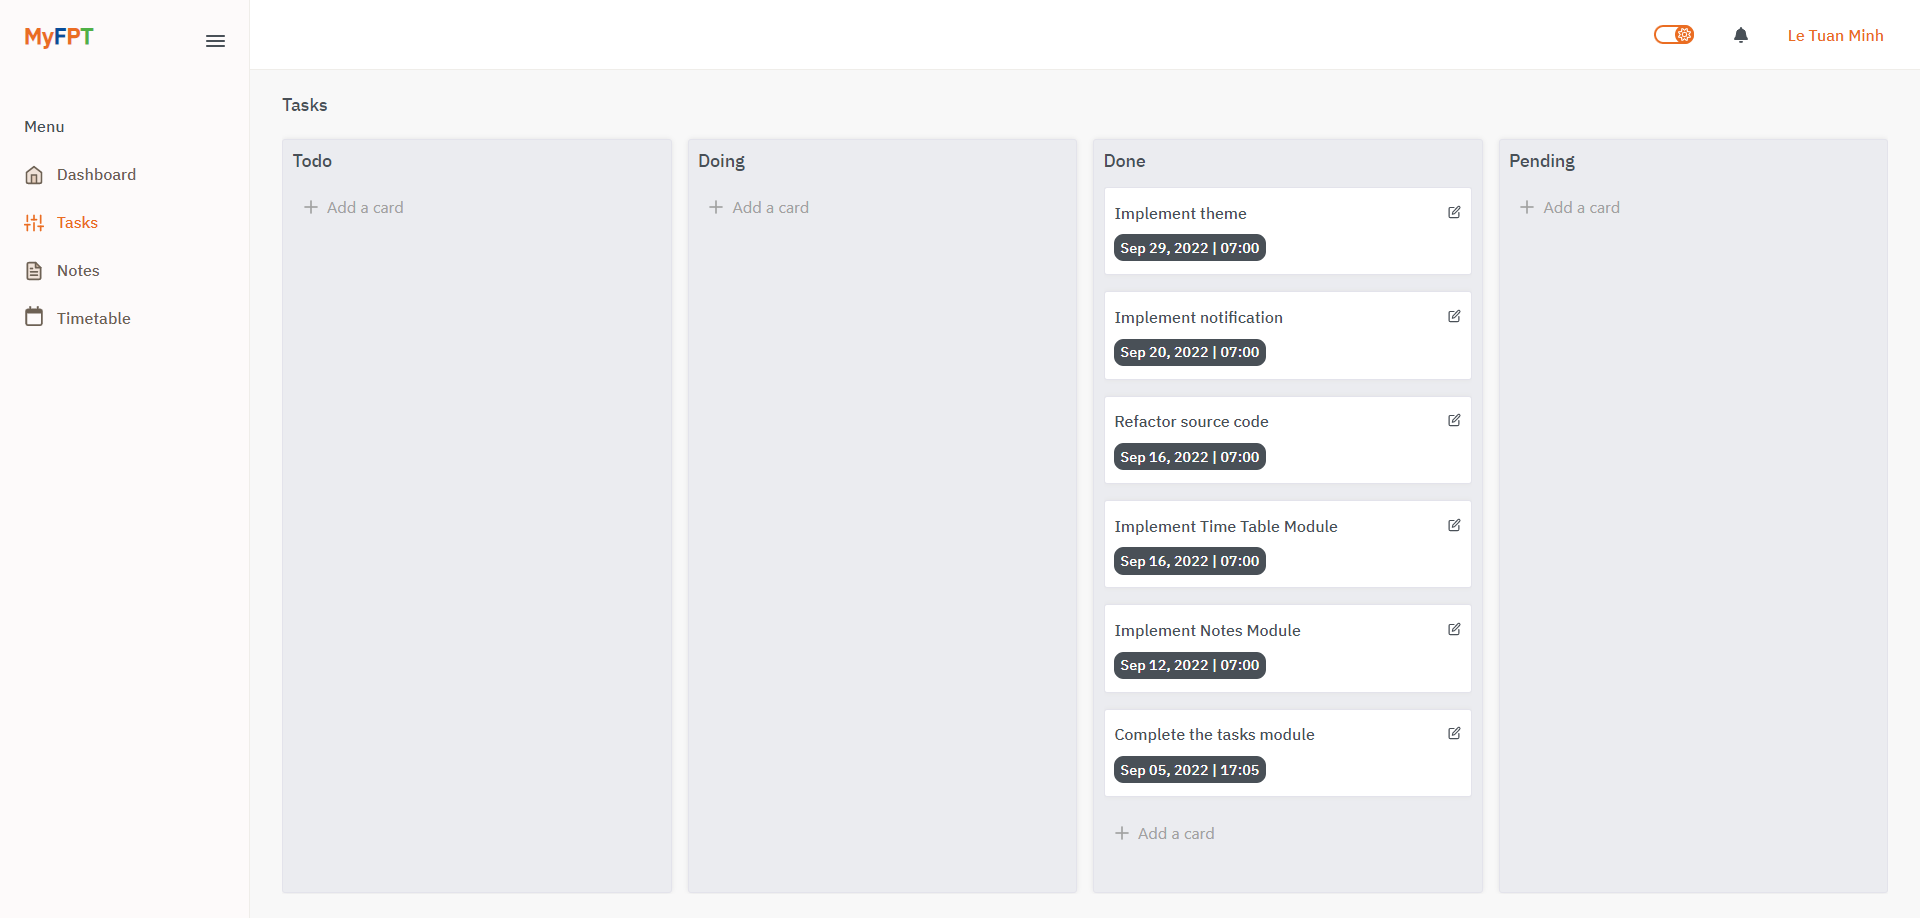 MyFPT
Le Tuan Minh
Menu
Dashboard
Tasks
Notes
Timetable
Tasks
Todo
Add a card
Doing
Add a card
Done
Implement theme
Sep 29, 2022 | 07:00
Implement notification
Sep 20, 2022 | 07:00
Refactor source code
Sep 16, 2022 | 07:00
Implement Time Table Module
Sep 16, 2022 | 07:00
Implement Notes Module
Sep 12, 2022 | 07:00
Complete the tasks module
Sep 05, 2022 | 17:05
Add a card
Pending
Add a card